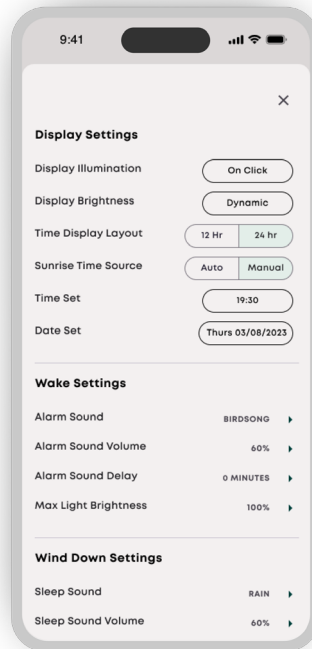 9:41
Display Settings
Display Illumination On Click
Display Brightness Dynamic
Time Display Layout 12 Hr 24 hr
Sunrise Time Source Auto Manual
Time Set 19:30
Date Set Thurs 03/08/2023
Wake Settings
Alarm Sound BIRDSONG
Alarm Sound Volume 60%
Alarm Sound Delay 0 MINUTES
Max Light Brightness 100%
Wind Down Settings
Sleep Sound RAIN
Sleep Sound Volume 60%